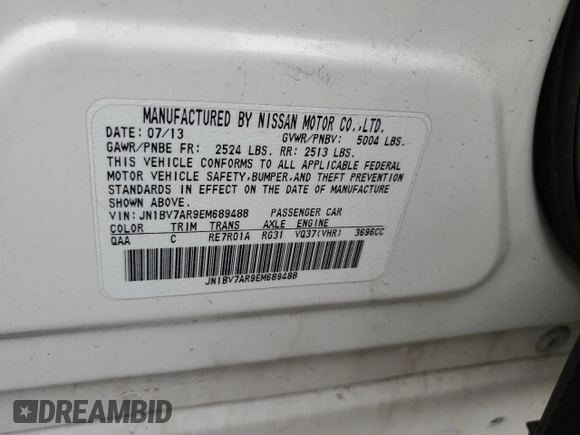 MANUFACTURED BY NISSAN MOTOR CO.,LTD.
DATE: 07/13 GVWR/PNBV: 5004 LBS.
GAWR/PNBE FR: 2524 LBS. RR: 2513 LBS.
THIS VEHICLE CONFORMS TO ALL APPLICABLE FEDERAL
MOTOR VEHICLE SAFETY,BUMPER,AND THEFT PREVENTION
STANDARDS IN EFFECT ON THE DATE OF MANUFACTURE
SHOWN ABOVE.
VIN: JN1BV7AR9EM689488 PASSENGER CAR
COLOR TRIM TRANS AXLE ENGINE
QAA C RE7R01A RG31 VQ37(VHR) 3696CC
JN1BV7AR9EM689488
DREAMBID